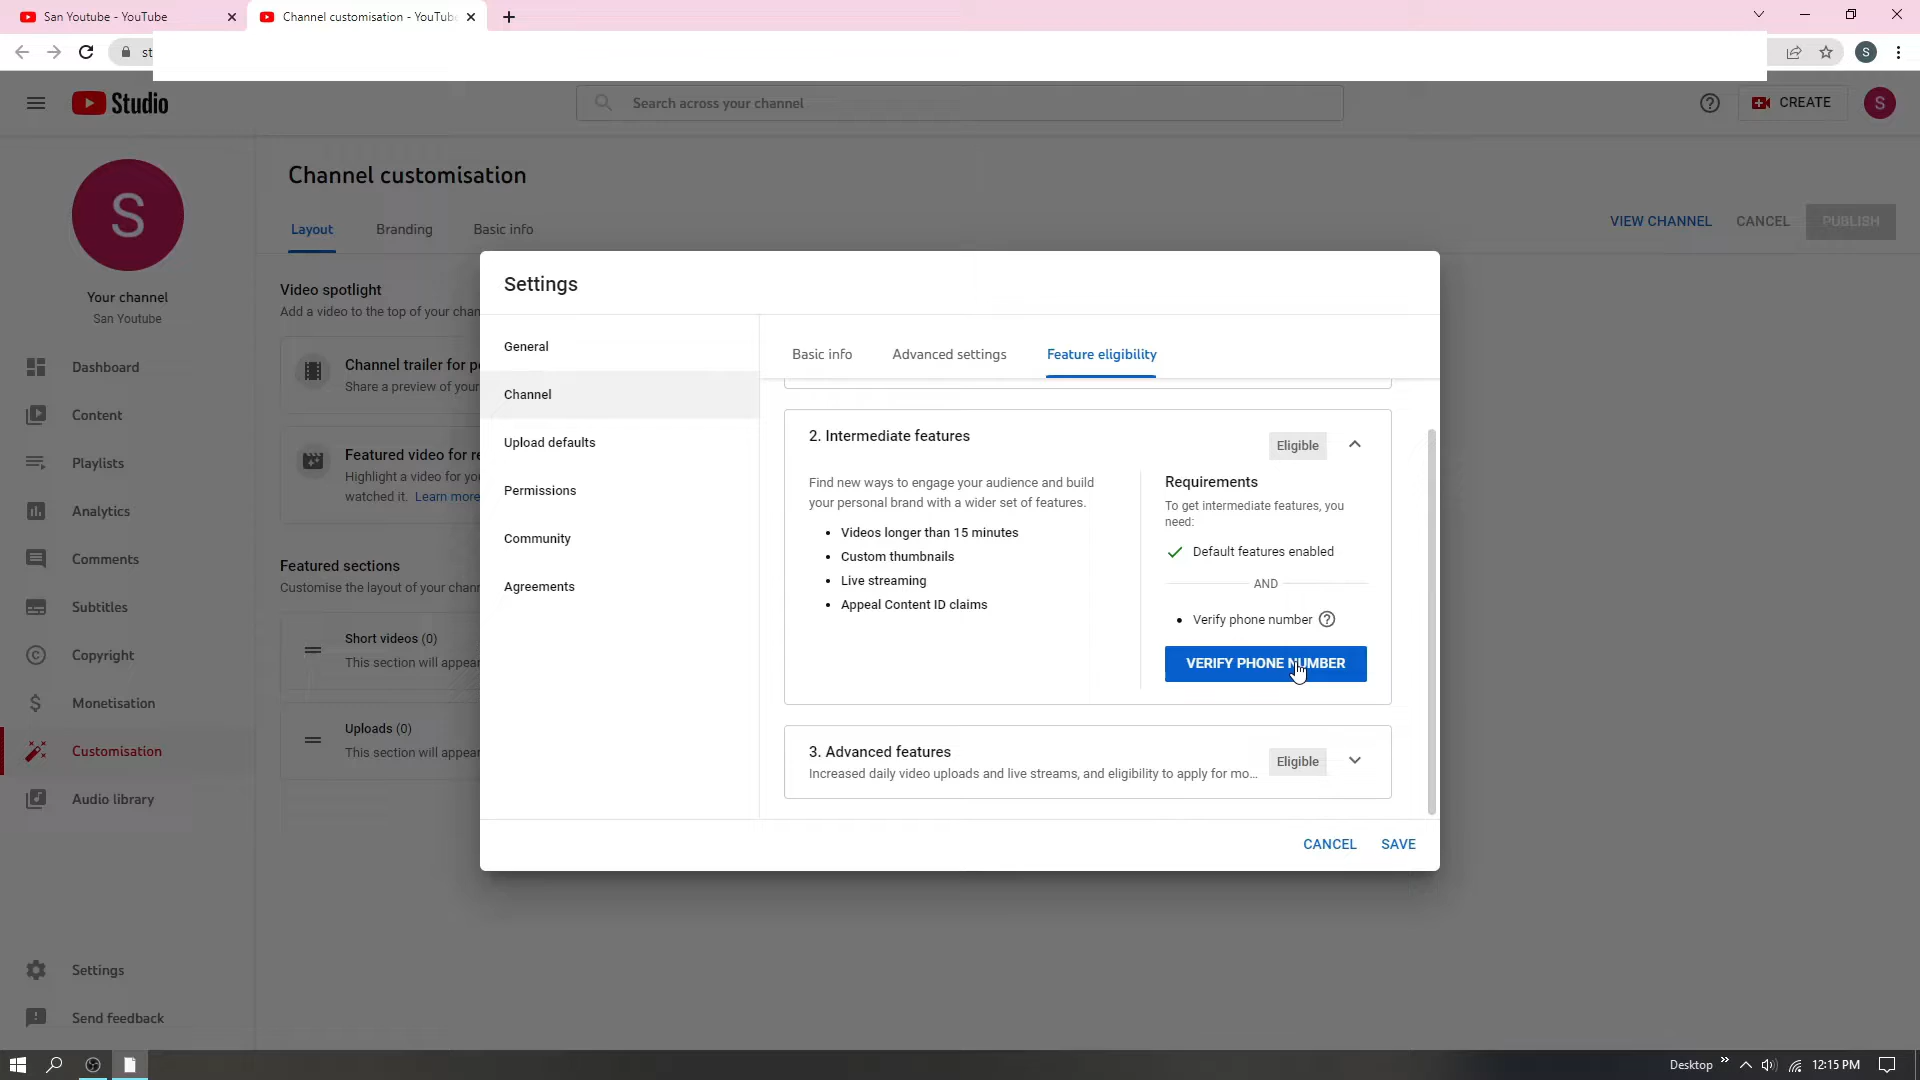 San Youtube - YouTube
Channel customisation - YouTube
st
S
Studio
Search across your channel
CREATE
S
S
Your channel
San Youtube
Dashboard
Content
Playlists
Analytics
Comments
Subtitles
Copyright
Monetisation
Customisation
Audio library
Settings
Send feedback
Channel customisation
Layout
Branding
Basic info
VIEW CHANNEL
CANCEL
PUBLISH
Video spotlight
Add a video to the top of your chan
Channel trailer for p
Share a preview of your
Featured video for re
Highlight a video for yo
watched it. Learn more
Featured sections
Customise the layout of your chan
Short videos (0)
This section will appear
Uploads (0)
This section will appear
Settings
General
Channel
Upload defaults
Permissions
Community
Agreements
Basic info
Advanced settings
Feature eligibility
2. Intermediate features
Eligible
Find new ways to engage your audience and build
your personal brand with a wider set of features.
• Videos longer than 15 minutes
• Custom thumbnails
• Live streaming
• Appeal Content ID claims
Requirements
To get intermediate features, you
need:
Default features enabled
AND
• Verify phone number
VERIFY PHONE NUMBER
3. Advanced features
Increased daily video uploads and live streams, and eligibility to apply for mo...
Eligible
CANCEL
SAVE
Desktop
12:15 PM